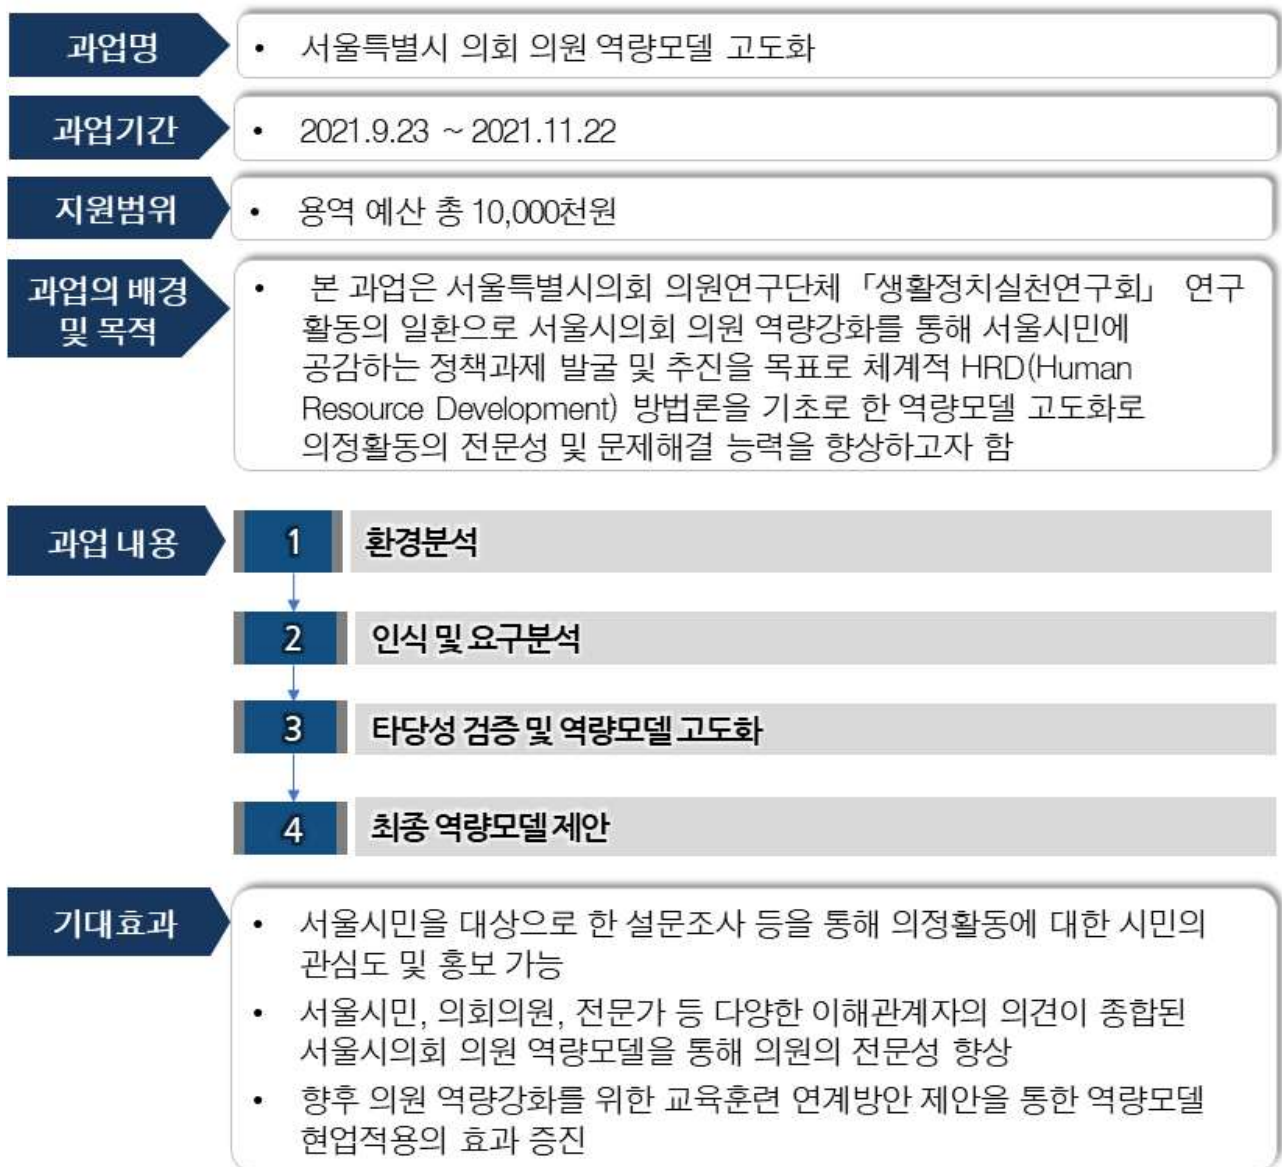 과업명
• 서울특별시 의회 의원 역량모델 고도화
과업기간
• 2021.9.23 ~ 2021.11.22
지원범위
• 용역 예산 총 10,000천원
과업의 배경
및 목적
• 본 과업은 서울특별시의회 의원연구단체 「생활정치실천연구회」 연구
활동의 일환으로 서울시의회 의원 역량강화를 통해 서울시민에
공감하는 정책과제 발굴 및 추진을 목표로 체계적 HRD(Human
Resource Development) 방법론을 기초로 한 역량모델 고도화로
의정활동의 전문성 및 문제해결 능력을 향상하고자 함
과업 내용
1 환경분석
2 인식 및 요구분석
3 타당성 검증 및 역량모델 고도화
4 최종 역량모델 제안
기대효과
• 서울시민을 대상으로 한 설문조사 등을 통해 의정활동에 대한 시민의
관심도 및 홍보 가능
• 서울시민, 의회의원, 전문가 등 다양한 이해관계자의 의견이 종합된
서울시의회 의원 역량모델을 통해 의원의 전문성 향상
• 향후 의원 역량강화를 위한 교육훈련 연계방안 제안을 통한 역량모델
현업적용의 효과 증진